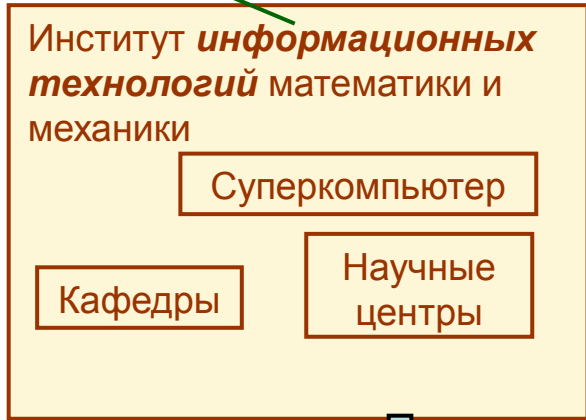 Институт информационных
технологий математики и
механики
Суперкомпьютер
Научные
центры
Кафедры